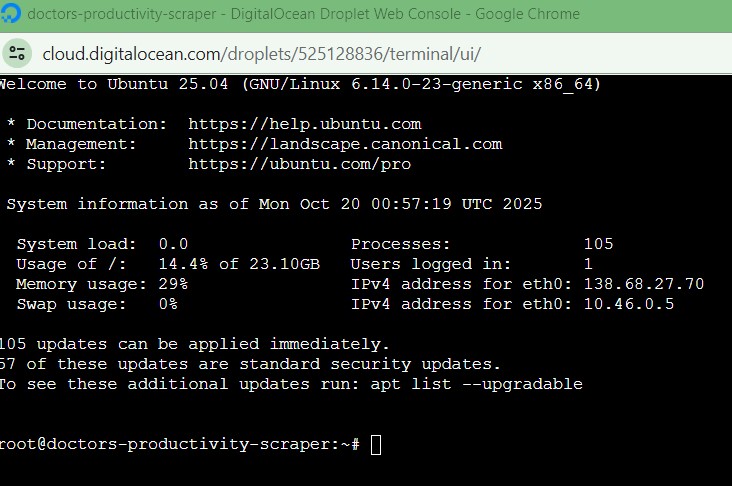 doctors-productivity-scraper - DigitalOcean Droplet Web Console - Google Chrome
cloud.digitalocean.com/droplets/525128836/terminal/ui/
Welcome to Ubuntu 25.04 (GNU/Linux 6.14.0-23-generic x86_64)
* Documentation: https://help.ubuntu.com
* Management: https://landscape.canonical.com
* Support: https://ubuntu.com/pro
System information as of Mon Oct 20 00:57:19 UTC 2025
System load: 0.0 Processes: 105
Usage of /: 14.4% of 23.10GB Users logged in: 1
Memory usage: 29% IPv4 address for eth0: 138.68.27.70
Swap usage: 0% IPv4 address for eth0: 10.46.0.5
105 updates can be applied immediately.
57 of these updates are standard security updates.
To see these additional updates run: apt list --upgradable
root@doctors-productivity-scraper:~#